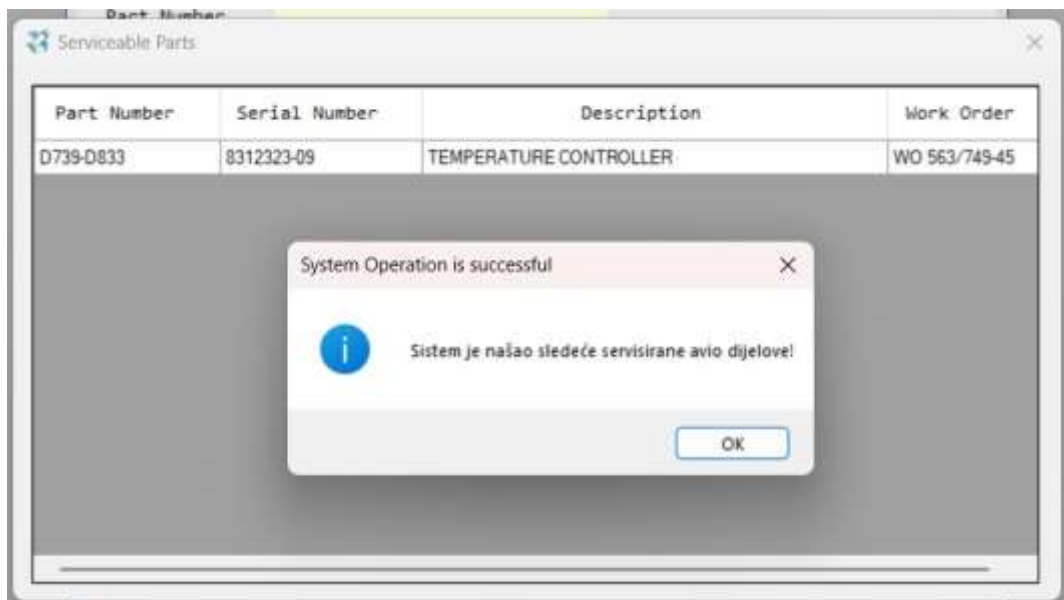 Part Number
Serviceable Parts
Part Number Serial Number Description Work Order
D739-D833 8312323-09 TEMPERATURE CONTROLLER WO 563/749-45
System Operation is successful
Sistem je našao sledeće servisirane avio dijelove!
OK